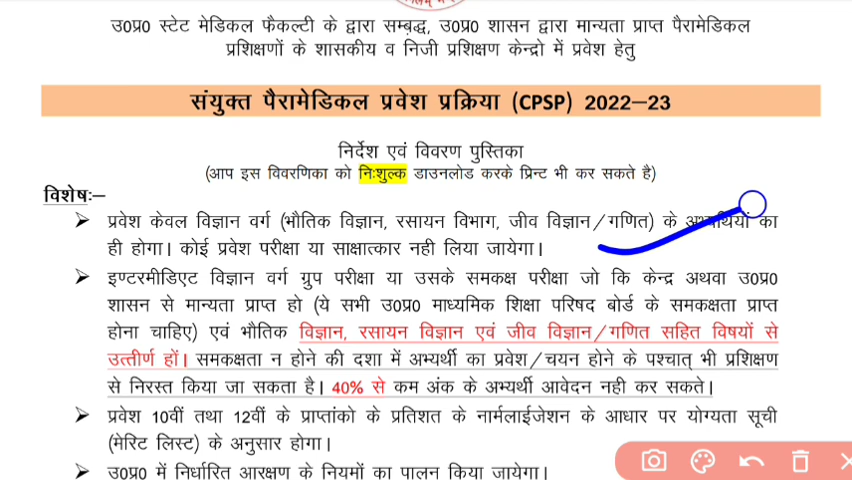 उ0प्र0 स्टेट मेडिकल फैकल्टी के द्वारा सम्बद्ध, उ0प्र0 शासन द्वारा मान्यता प्राप्त पैरामेडिकल
प्रशिक्षणों के शासकीय व निजी प्रशिक्षण केन्द्रो में प्रवेश हेतु
संयुक्त पैरामेडिकल प्रवेश प्रक्रिया (CPSP) 2022–23
निर्देश एवं विवरण पुस्तिका
(आप इस विवरणिका को निःशुल्क डाउनलोड करके प्रिन्ट भी कर सकते है)
विशेषः–
➢ प्रवेश केवल विज्ञान वर्ग (भौतिक विज्ञान, रसायन विभाग, जीव विज्ञान/गणित) के अभ्यर्थियों का
ही होगा। कोई प्रवेश परीक्षा या साक्षात्कार नही लिया जायेगा।
➢ इण्टरमीडिएट विज्ञान वर्ग ग्रुप परीक्षा या उसके समकक्ष परीक्षा जो कि केन्द्र अथवा उ0प्र0
शासन से मान्यता प्राप्त हो (ये सभी उ0प्र0 माध्यमिक शिक्षा परिषद बोर्ड के समकक्षता प्राप्त
होना चाहिए) एवं भौतिक विज्ञान, रसायन विज्ञान एवं जीव विज्ञान/गणित सहित विषयों से
उत्तीर्ण हों। समकक्षता न होने की दशा में अभ्यर्थी का प्रवेश/चयन होने के पश्चात् भी प्रशिक्षण
से निरस्त किया जा सकता है। 40% से कम अंक के अभ्यर्थी आवेदन नही कर सकते।
➢ प्रवेश 10वीं तथा 12वीं के प्राप्तांको के प्रतिशत के नार्मलाईजेशन के आधार पर योग्यता सूची
(मेरिट लिस्ट) के अनुसार होगा।
➢ उ0प्र0 में निर्धारित आरक्षण के नियमों का पालन किया जायेगा।